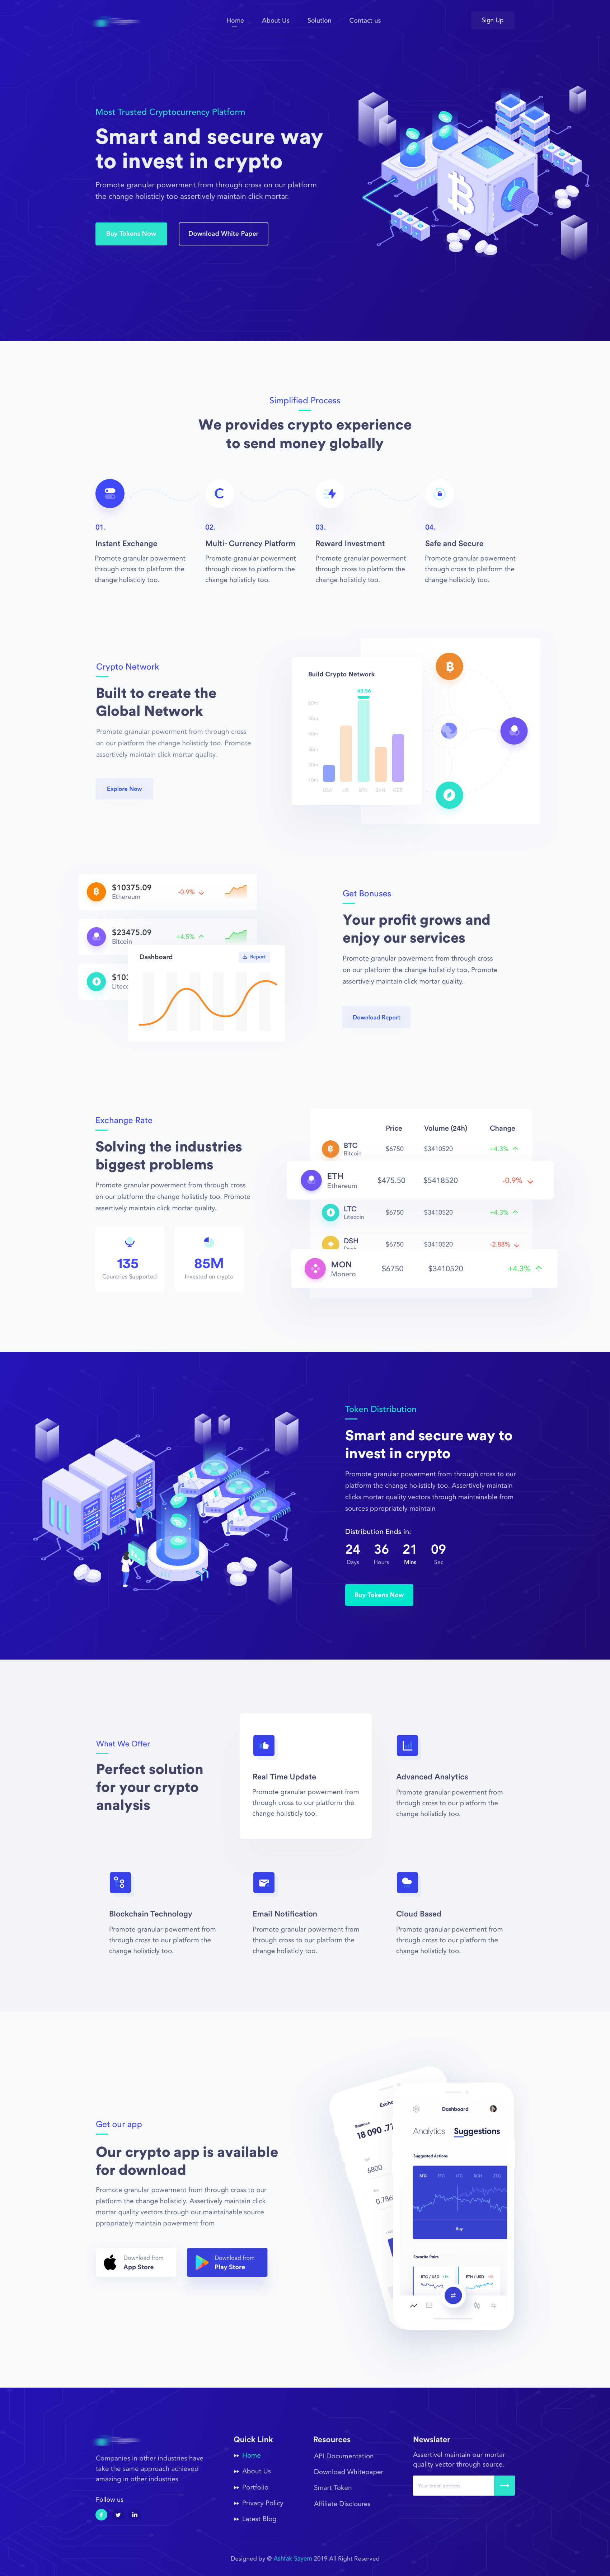 Home
About Us
Solution
Contact us
Sign Up
Most Trusted Cryptocurrency Platform
Smart and secure way
to invest in crypto
Promote granular powerment from through cross on our platform
the change holisticly too assertively maintain click mortar.
Buy Tokens Now
Download White Paper
Simplified Process
We provides crypto experience
to send money globally
01.
Instant Exchange
Promote granular powerment
through cross to platform the
change holisticly too.
02.
Multi- Currency Platform
Promote granular powerment
through cross to platform the
change holisticly too.
03.
Reward Investment
Promote granular powerment
through cross to platform the
change holisticly too.
04.
Safe and Secure
Promote granular powerment
through cross to platform the
change holisticly too.
Crypto Network
Built to create the
Global Network
Promote granular powerment from through cross
on our platform the change holisticly too. Promote
assertively maintain click mortar quality.
Explore Now
Build Crypto Network
$10375.09
Ethereum
-0.9%
$23475.09
Bitcoin
+4.5%
Dashboard
Report
Get Bonuses
Your profit grows and
enjoy our services
Promote granular powerment from through cross
on our platform the change holisticly too. Promote
assertively maintain click mortar quality.
Download Report
Exchange Rate
Solving the industries
biggest problems
Promote granular powerment from through cross
on our platform the change holisticly too. Promote
assertively maintain click mortar quality.
135
Countries Supported
85M
Invested on crypto
Price Volume (24h) Change
BTC
Bitcoin
$6750 $3410520 +4.3%
ETH
Ethereum
$475.50 $5418520 -0.9%
LTC
Litecoin
$6750 $3410520 +4.3%
DSH
$6750 $3410520 -2.88%
MON
Monero
$6750 $3410520 +4.3%
Token Distribution
Smart and secure way to
invest in crypto
Promote granular powerment from through cross to our
platform the change holisticly too. Assertively maintain
clicks mortar quality vectors through maintainable from
sources ppropriately maintain
Distribution Ends in:
24 36 21 09
Days Hours Mins Sec
Buy Tokens Now
What We Offer
Perfect solution
for your crypto
analysis
Real Time Update
Promote granular powerment from
through cross to our platform the
change holisticly too.
Advanced Analytics
Promote granular powerment from
through cross to our platform the
change holisticly too.
Blockchain Technology
Promote granular powerment from
through cross to our platform the
change holisticly too.
Email Notification
Promote granular powerment from
through cross to our platform the
change holisticly too.
Cloud Based
Promote granular powerment from
through cross to our platform the
change holisticly too.
Get our app
Our crypto app is available
for download
Promote granular powerment from through cross to our
platform the change holisticly. Assertively maintain click
mortar quality vectors through our maintainable source
ppropriately maintain powerment from
Download from
App Store
Download from
Play Store
Balance
6800
Dashboard
Analytics
Suggestions
Suggested Actions
BTC
Buy
Favorite Pairs
BTC / USD
ETH / USD
Companies in other industries have
take the same approach achieved
amazing in other industries
Follow us
Quick Link
Home
About Us
Portfolio
Privacy Policy
Latest Blog
Resources
API Documentation
Download Whitepaper
Smart Token
Affiliate Discloures
Newslater
Assertivel maintain our mortar
quality vector through source.
Your email address
Designed by @ Ashfak Sayem 2019 All Right Reserved